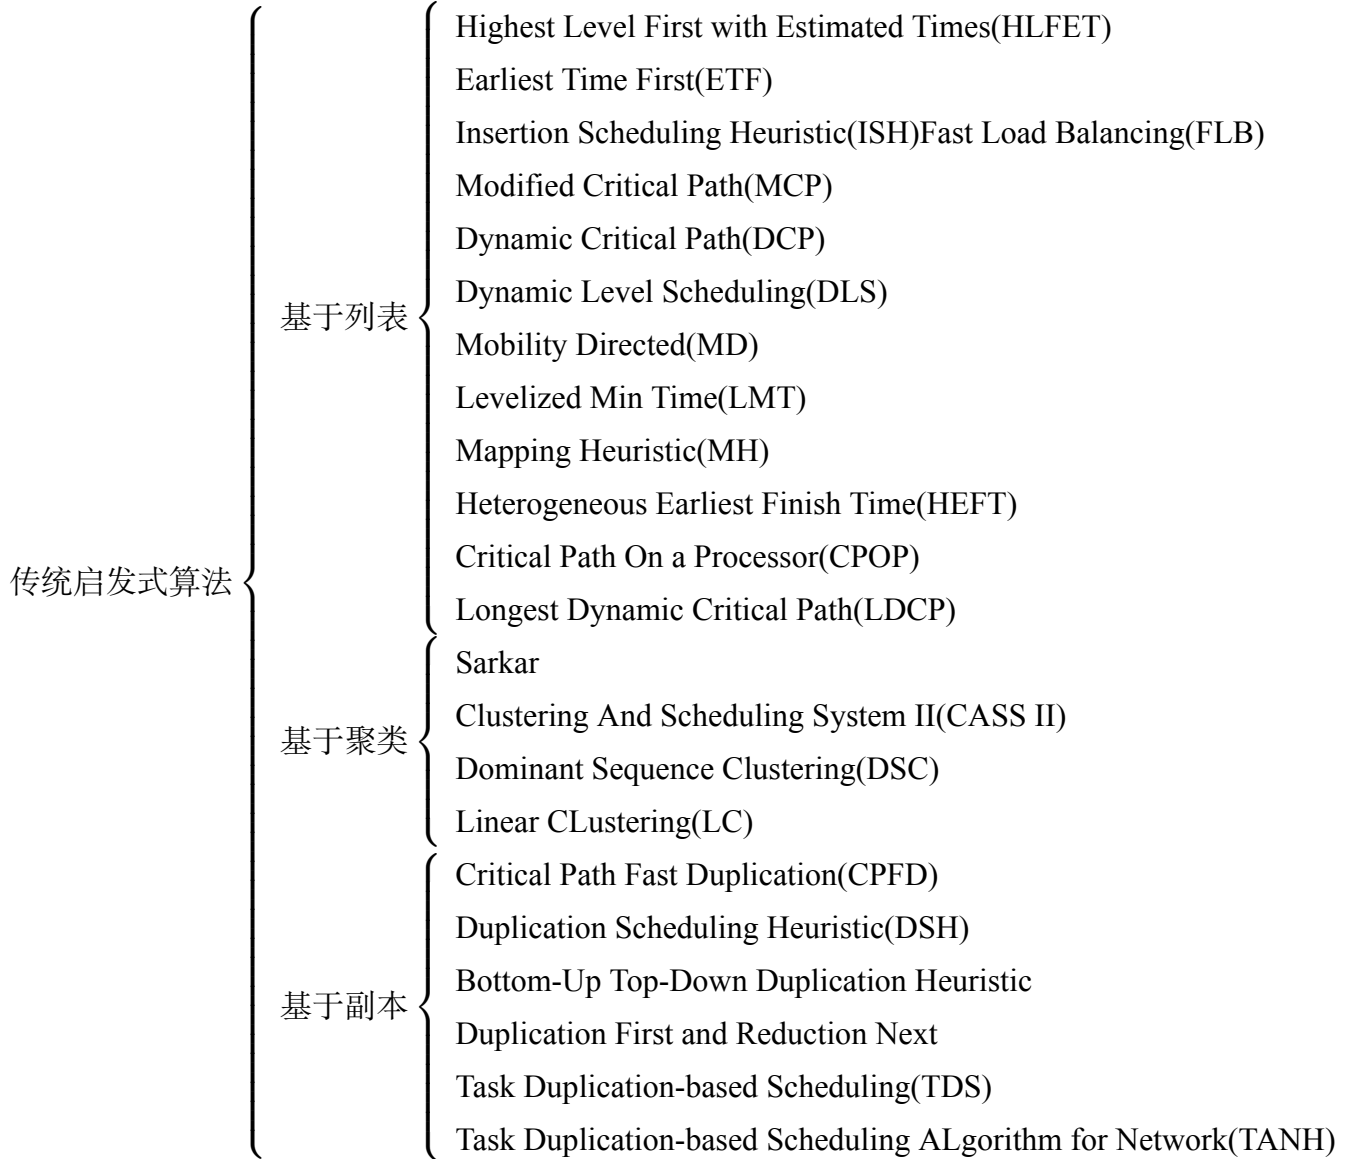 传统启发式算法
基于列表
Highest Level First with Estimated Times(HLFET)
Earliest Time First(ETF)
Insertion Scheduling Heuristic(ISH)Fast Load Balancing(FLB)
Modified Critical Path(MCP)
Dynamic Critical Path(DCP)
Dynamic Level Scheduling(DLS)
Mobility Directed(MD)
Levelized Min Time(LMT)
Mapping Heuristic(MH)
Heterogeneous Earliest Finish Time(HEFT)
Critical Path On a Processor(CPOP)
Longest Dynamic Critical Path(LDCP)
基于聚类
Sarkar
Clustering And Scheduling System II(CASS II)
Dominant Sequence Clustering(DSC)
Linear CLustering(LC)
基于副本
Critical Path Fast Duplication(CPFD)
Duplication Scheduling Heuristic(DSH)
Bottom-Up Top-Down Duplication Heuristic
Duplication First and Reduction Next
Task Duplication-based Scheduling(TDS)
Task Duplication-based Scheduling ALgorithm for Network(TANH)